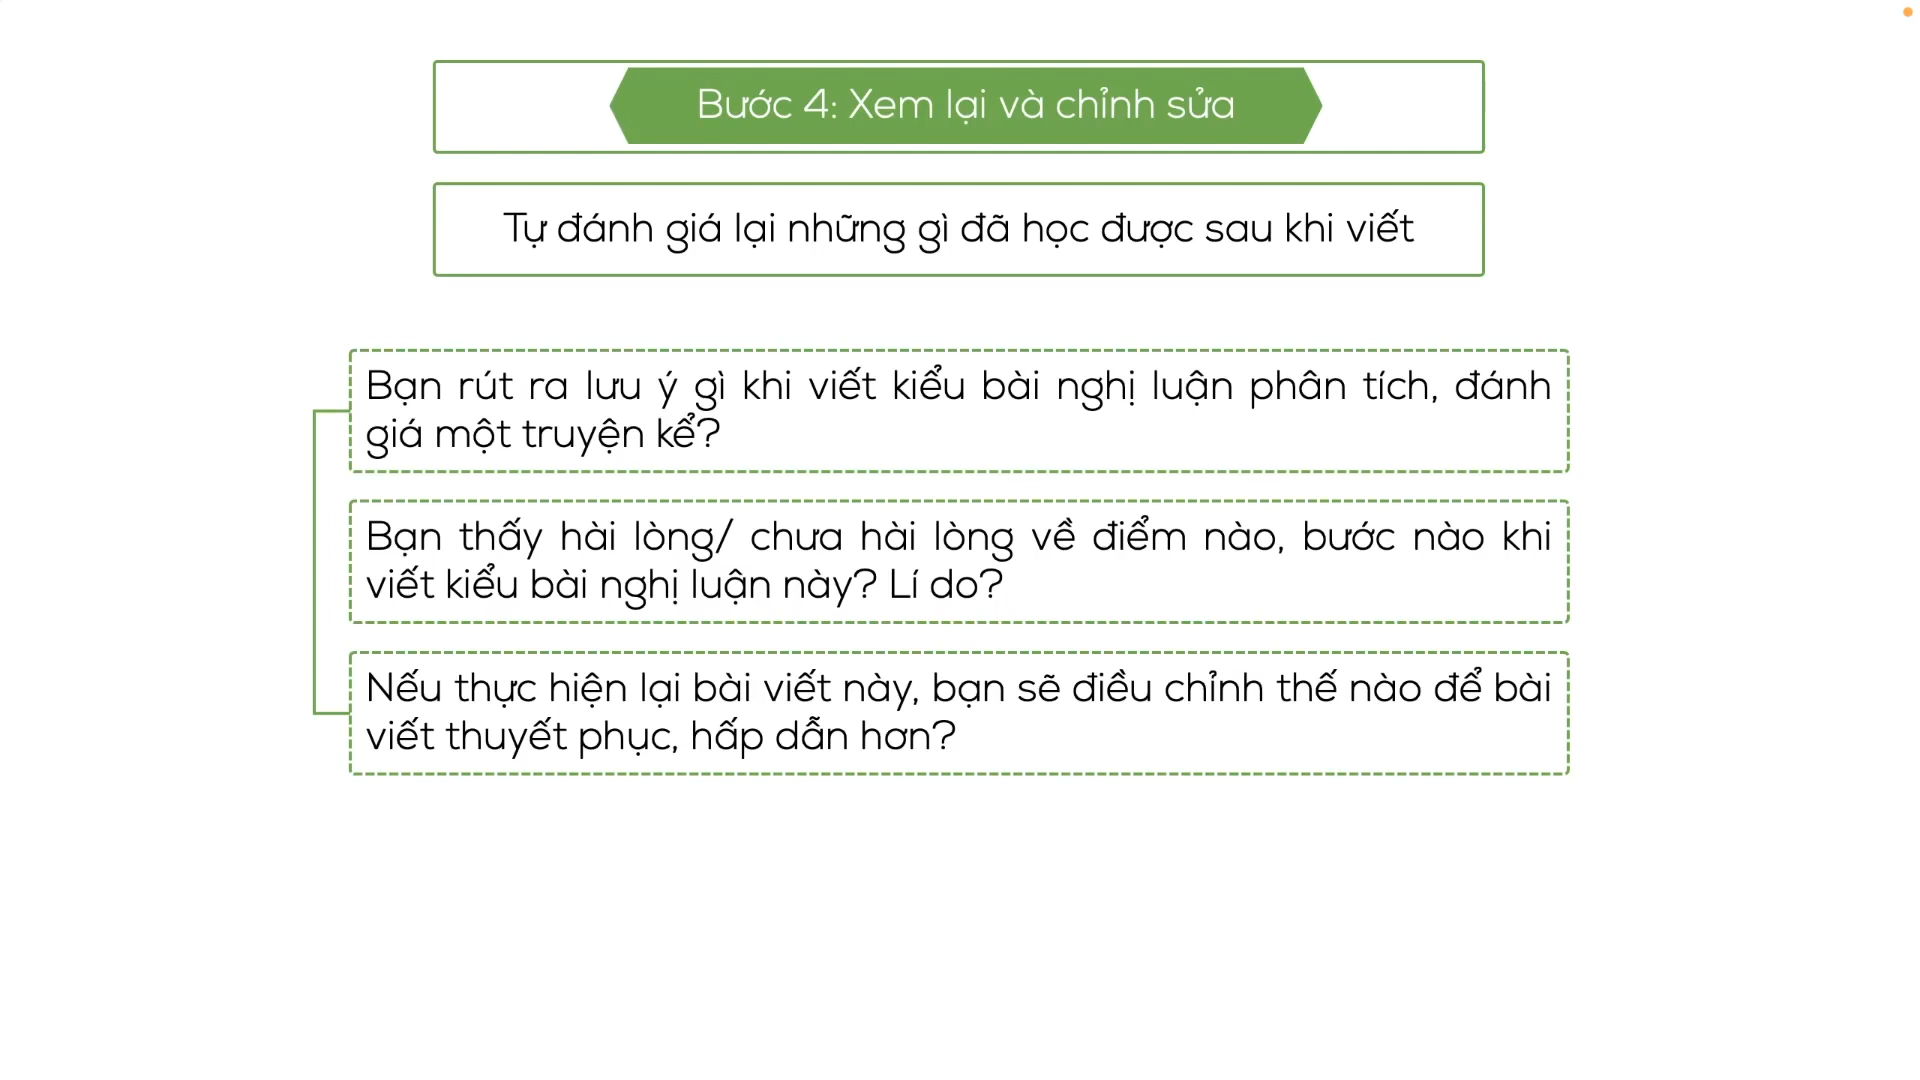 Bước 4: Xem lại và chỉnh sửa
Tự đánh giá lại những gì đã học được sau khi viết
Bạn rút ra lưu ý gì khi viết kiểu bài nghị luận phân tích, đánh
giá một truyện kể?
Bạn thấy hài lòng/ chưa hài lòng về điểm nào, bước nào khi
viết kiểu bài nghị luận này? Lí do?
Nếu thực hiện lại bài viết này, bạn sẽ điều chỉnh thế nào để bài
viết thuyết phục, hấp dẫn hơn?